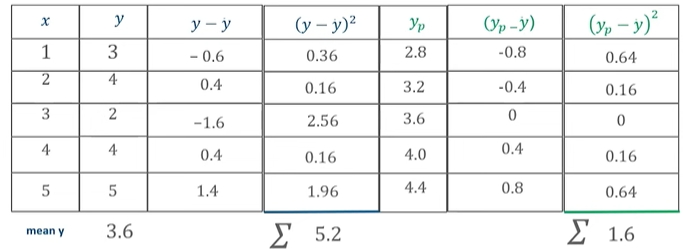 x y y − ẏ (y − ẏ)² yₚ (yₚ − ẏ) (yₚ − ẏ)²
1 3 − 0.6 0.36 2.8 -0.8 0.64
2 4 0.4 0.16 3.2 -0.4 0.16
3 2 −1.6 2.56 3.6 0 0
4 4 0.4 0.16 4.0 0.4 0.16
5 5 1.4 1.96 4.4 0.8 0.64
mean y 3.6 ∑ 5.2 ∑ 1.6